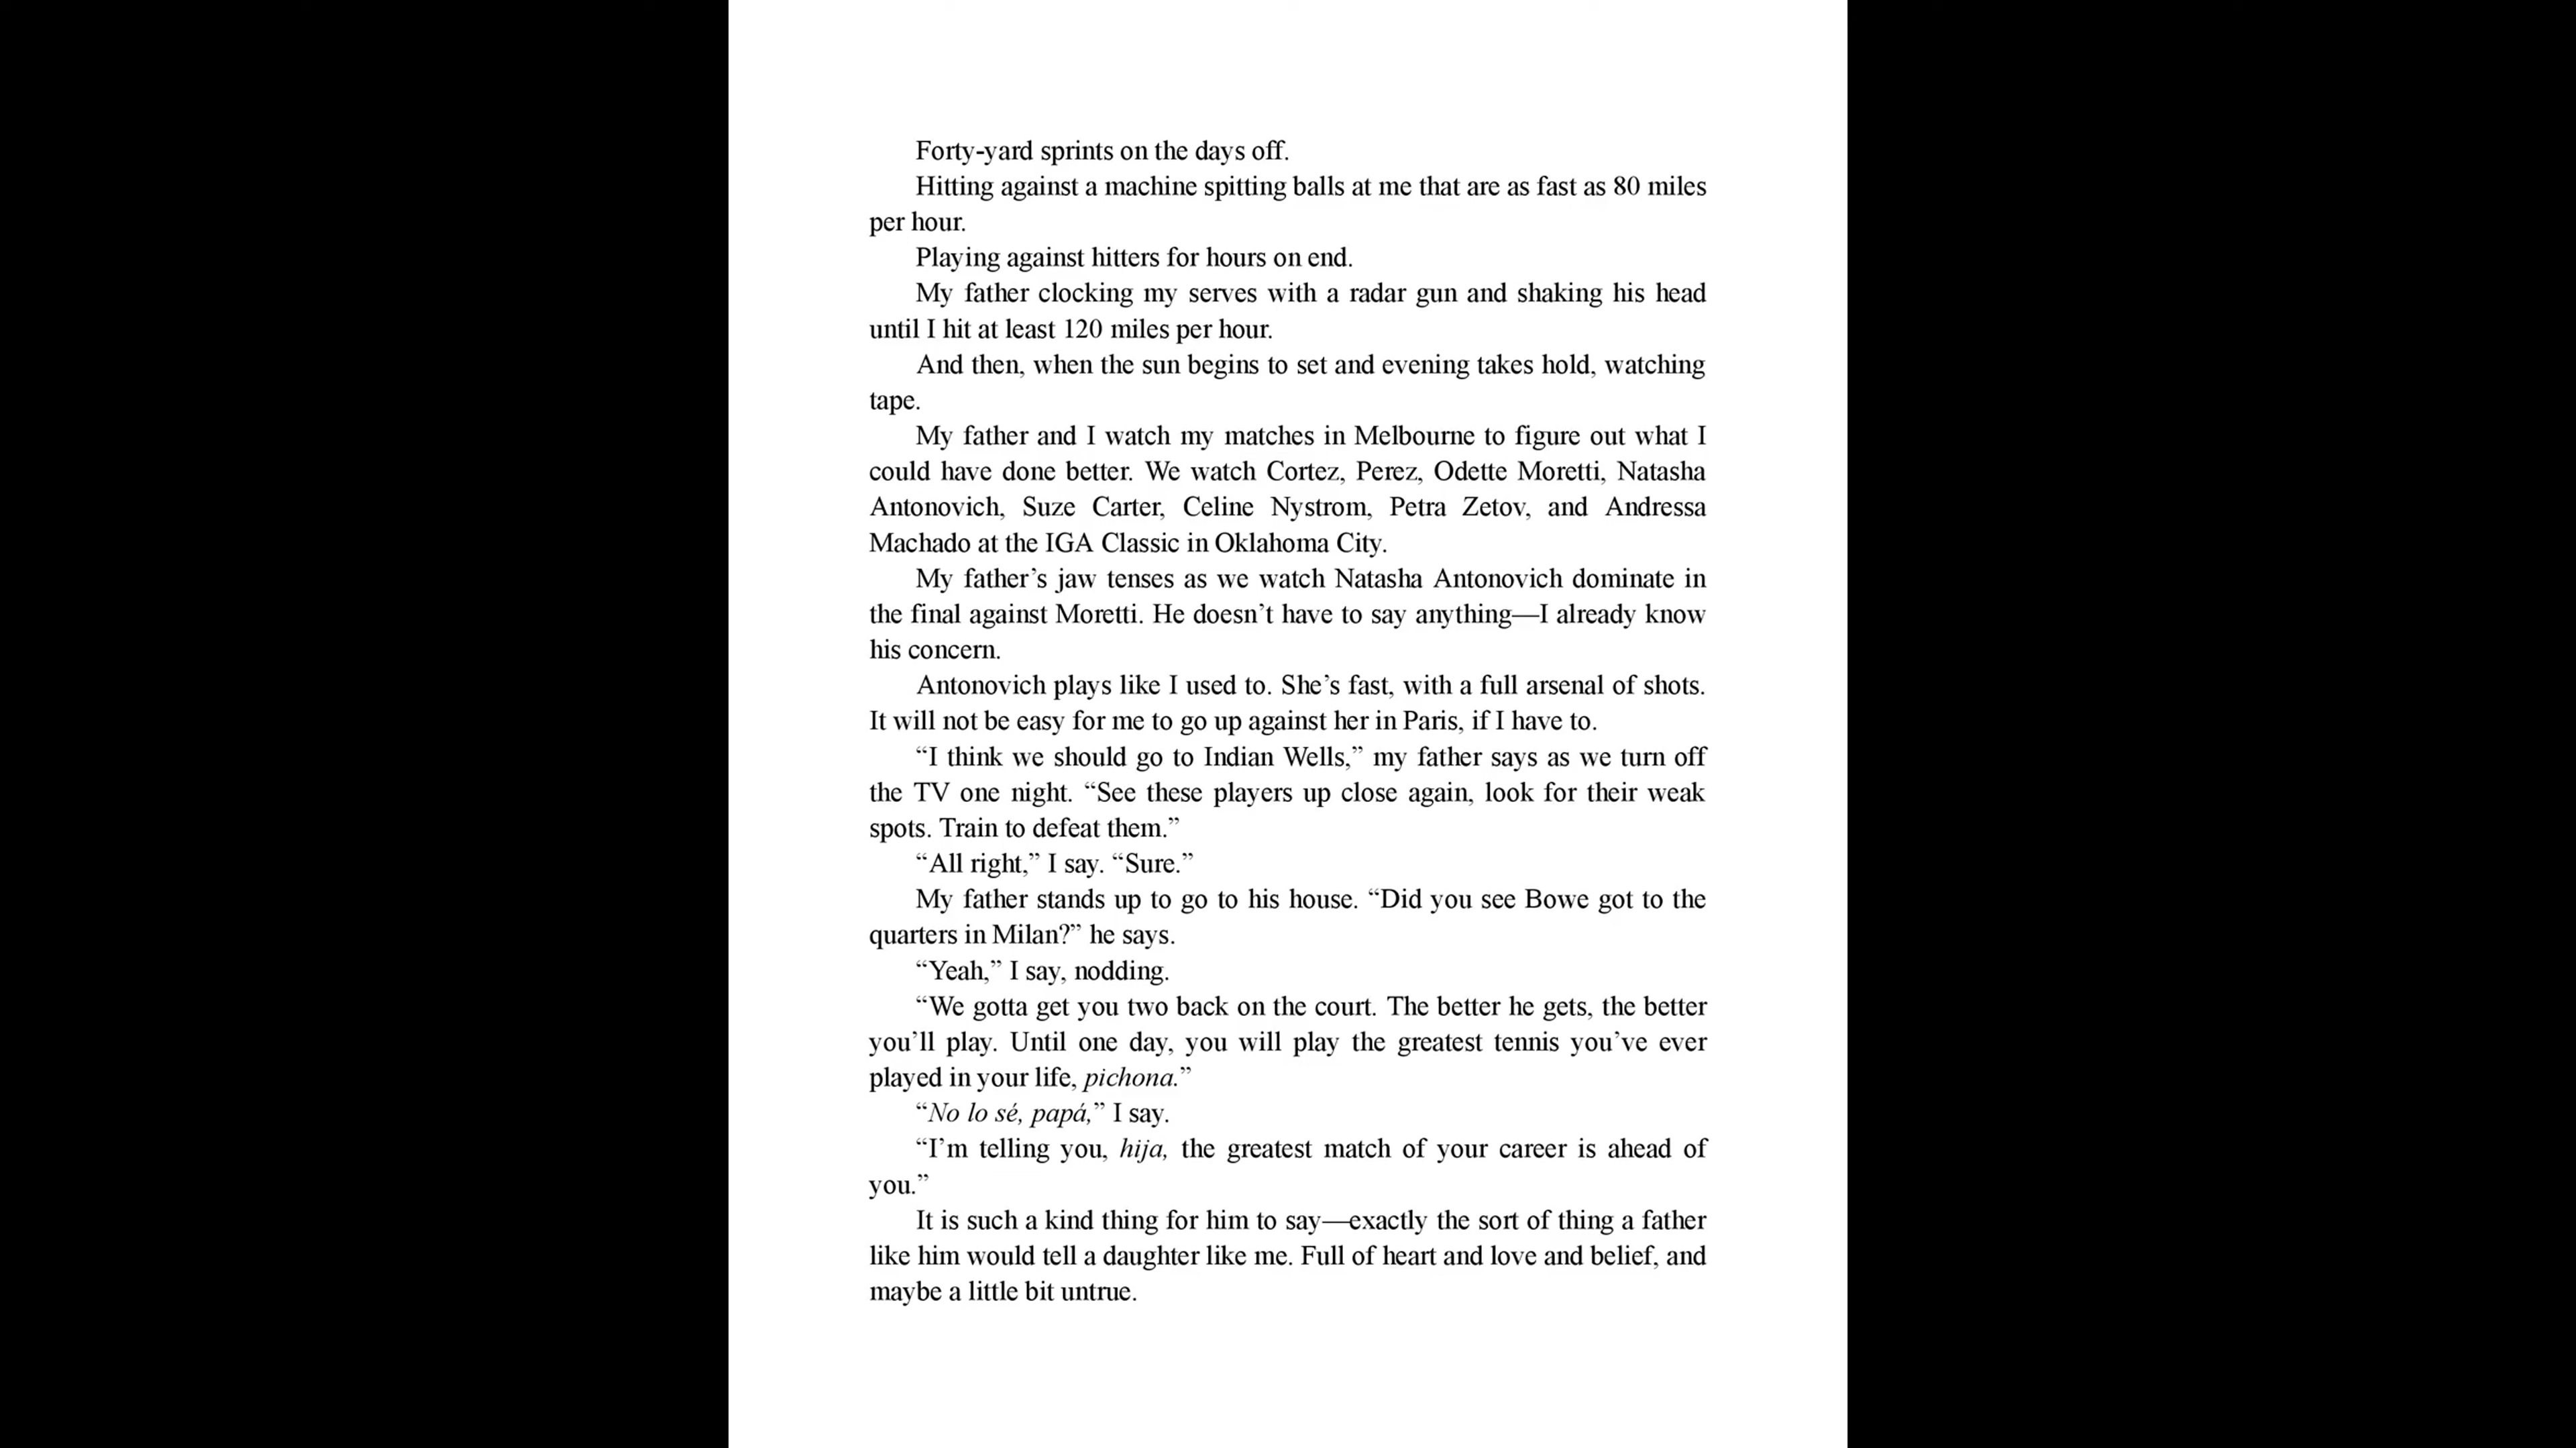 Forty-yard sprints on the days off.
Hitting against a machine spitting balls at me that are as fast as 80 miles
per hour.
Playing against hitters for hours on end.
My father clocking my serves with a radar gun and shaking his head
until I hit at least 120 miles per hour.
And then, when the sun begins to set and evening takes hold, watching
tape.
My father and I watch my matches in Melbourne to figure out what I
could have done better. We watch Cortez, Perez, Odette Moretti, Natasha
Antonovich, Suze Carter, Celine Nystrom, Petra Zetov, and Andressa
Machado at the IGA Classic in Oklahoma City.
My father’s jaw tenses as we watch Natasha Antonovich dominate in
the final against Moretti. He doesn’t have to say anything—I already know
his concern.
Antonovich plays like I used to. She’s fast, with a full arsenal of shots.
It will not be easy for me to go up against her in Paris, if I have to.
“I think we should go to Indian Wells,” my father says as we turn off
the TV one night. “See these players up close again, look for their weak
spots. Train to defeat them.”
“All right,” I say. “Sure.”
My father stands up to go to his house. “Did you see Bowe got to the
quarters in Milan?” he says.
“Yeah,” I say, nodding.
“We gotta get you two back on the court. The better he gets, the better
you’ll play. Until one day, you will play the greatest tennis you’ve ever
played in your life, pichona.”
“No lo sé, papá,” I say.
“I’m telling you, hija, the greatest match of your career is ahead of
you.”
It is such a kind thing for him to say—exactly the sort of thing a father
like him would tell a daughter like me. Full of heart and love and belief, and
maybe a little bit untrue.